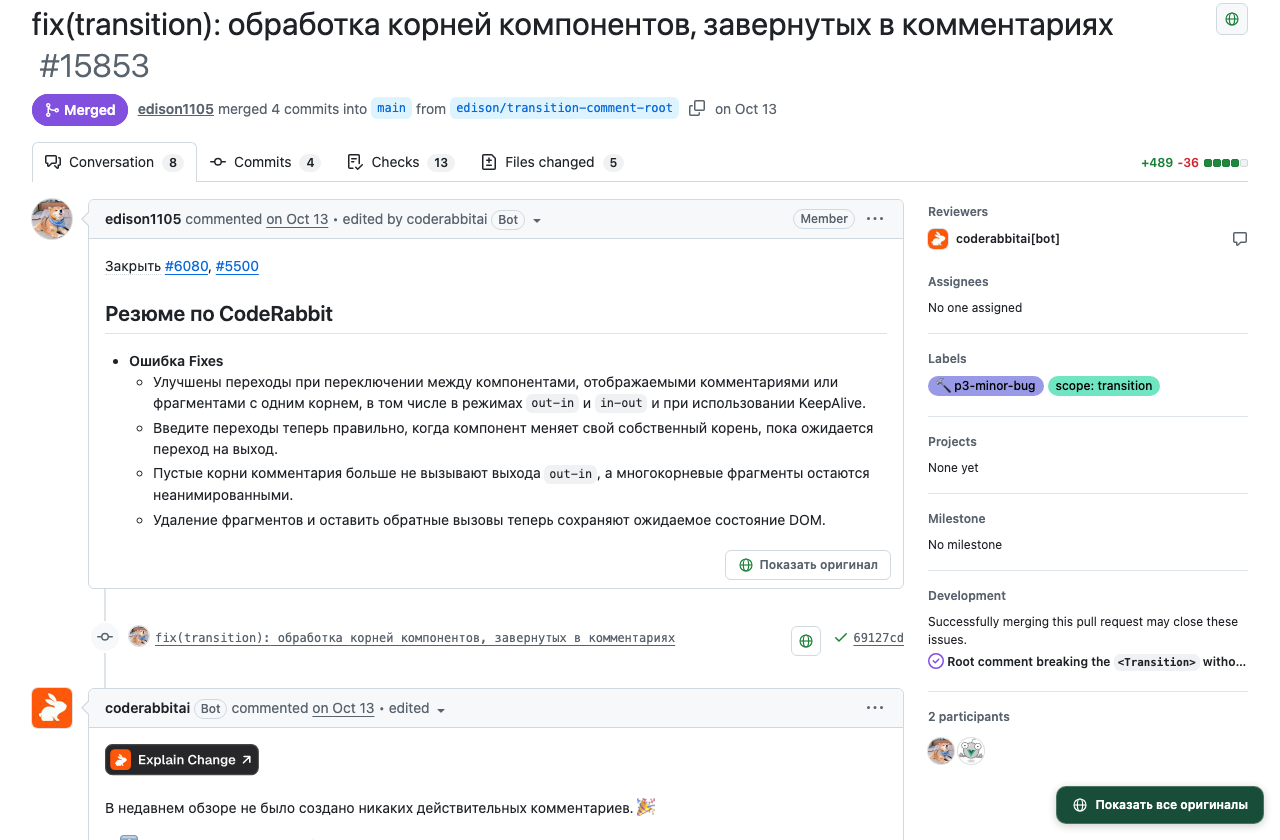 fix(transition): обработка корней компонентов, завернутых в комментариях
#15853
Merged edison1105 merged 4 commits into main from edison/transition-comment-root on Oct 13
Conversation 8 Commits 4 Checks 13 Files changed 5 +489 -36
edison1105 commented on Oct 13 • edited by coderabbitai Bot Member
Закрыть #6080, #5500
Резюме по CodeRabbit
Ошибка Fixes
Улучшены переходы при переключении между компонентами, отображаемыми комментариями или
фрагментами с одним корнем, в том числе в режимах out-in и in-out и при использовании KeepAlive.
Введите переходы теперь правильно, когда компонент меняет свой собственный корень, пока ожидается
переход на выход.
Пустые корни комментария больше не вызывают выхода out-in, а многокорневые фрагменты остаются
неанимированными.
Удаление фрагментов и оставить обратные вызовы теперь сохраняют ожидаемое состояние DOM.
Показать оригинал
fix(transition): обработка корней компонентов, завернутых в комментариях 69127cd
coderabbitai Bot commented on Oct 13 • edited
Explain Change
В недавнем обзоре не было создано никаких действительных комментариев. 🎉
Reviewers
coderabbitai[bot]
Assignees
No one assigned
Labels
🔨 p3-minor-bug scope: transition
Projects
None yet
Milestone
No milestone
Development
Successfully merging this pull request may close these
issues.
Root comment breaking the <Transition> witho...
2 participants
Показать все оригиналы